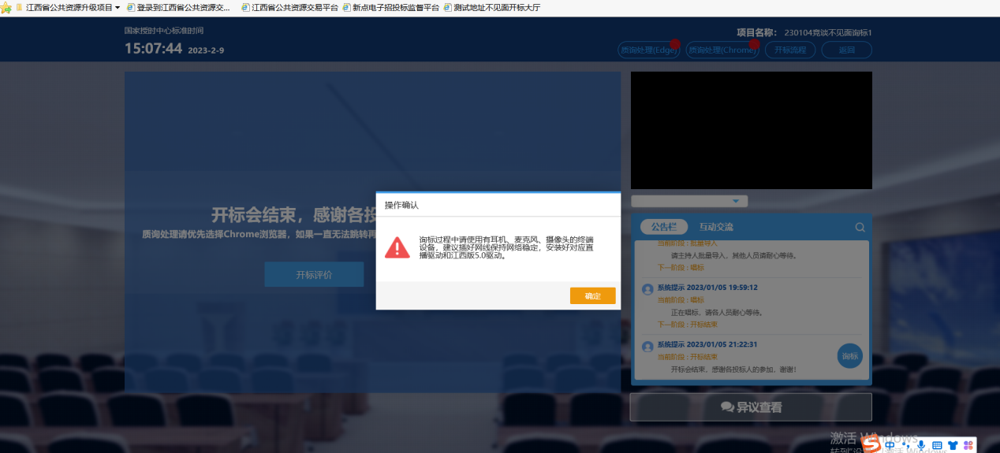 江西省公共资源升级项目 登录到江西省公共资源交... 江西省公共资源交易平台 新点电子招投标监督平台 测试地址不见面开标大厅
国家授时中心标准时间
15:07:44 2023-2-9
项目名称： 230104竞谈不见面询标1
质询处理(Edge) 质询处理(Chrome) 开标流程 返回
开标会结束，感谢各投
质询处理请优先选择Chrome浏览器，如果一直无法跳转再
开标评价
操作确认
询标过程中请使用有耳机、麦克风、摄像头的终端
设备，建议插好网线保持网络稳定，安装好对应直
播驱动和江西版5.0驱动。
确定
公告栏 互动交流
当前阶段 : 批量导入
请主持人批量导入，其他人员请耐心等待。
下一阶段 : 唱标
系统提示 2023/01/05 19:59:12
当前阶段 : 唱标
正在唱标，请各人员耐心等待。
下一阶段 : 开标结束
系统提示 2023/01/05 21:22:31
当前阶段 : 开标结束
开标会结束，感谢各投标人的参加，谢谢！
询标
异议查看
激活 Windows
中